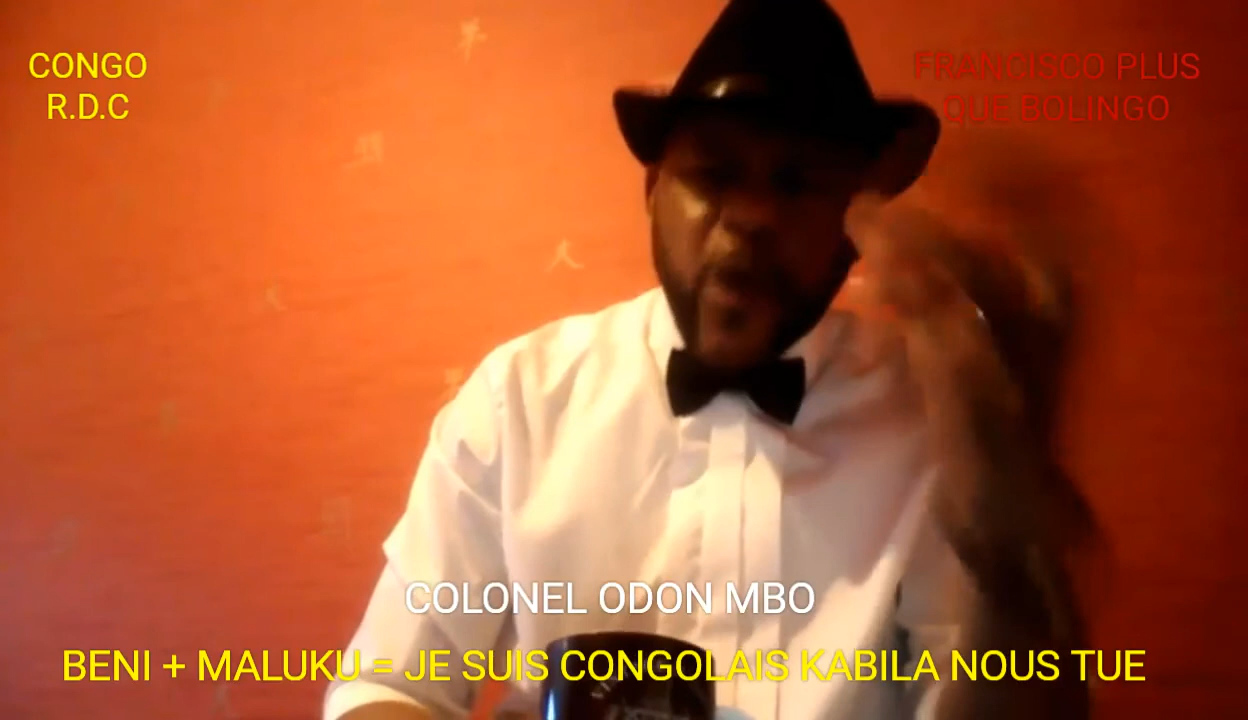 CONGO
R.D.C
FRANCISCO PLUS
QUE BOLINGO
COLONEL ODON MBO
BENI + MALUKU = JE SUIS CONGOLAIS KABILA NOUS TUE